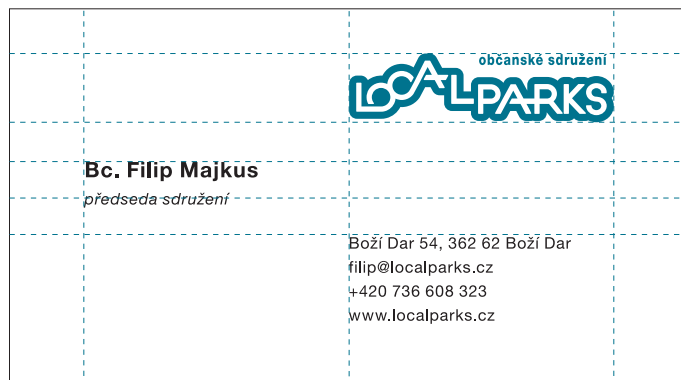 občanské sdružení
LOCALPARKS
Bc. Filip Majkus
předseda sdružení
Boží Dar 54, 362 62 Boží Dar
filip@localparks.cz
+420 736 608 323
www.localparks.cz